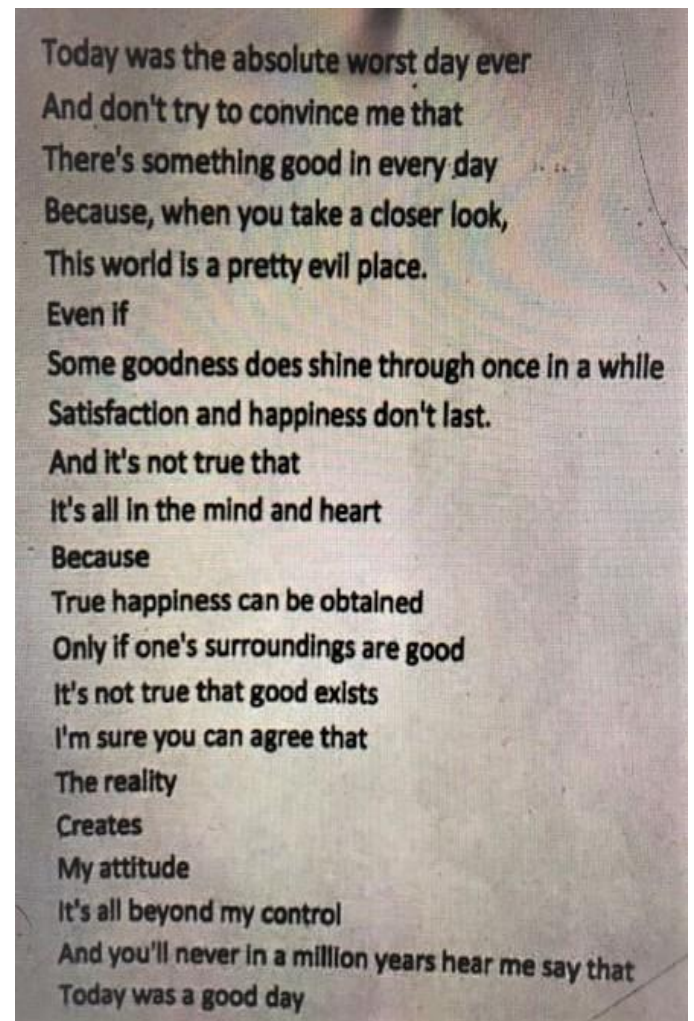 Today was the absolute worst day ever
And don't try to convince me that
There's something good in every day
Because, when you take a closer look,
This world is a pretty evil place.
Even if
Some goodness does shine through once in a while
Satisfaction and happiness don't last.
And it's not true that
It's all in the mind and heart
Because
True happiness can be obtained
Only if one's surroundings are good
It's not true that good exists
I'm sure you can agree that
The reality
Creates
My attitude
It's all beyond my control
And you'll never in a million years hear me say that
Today was a good day